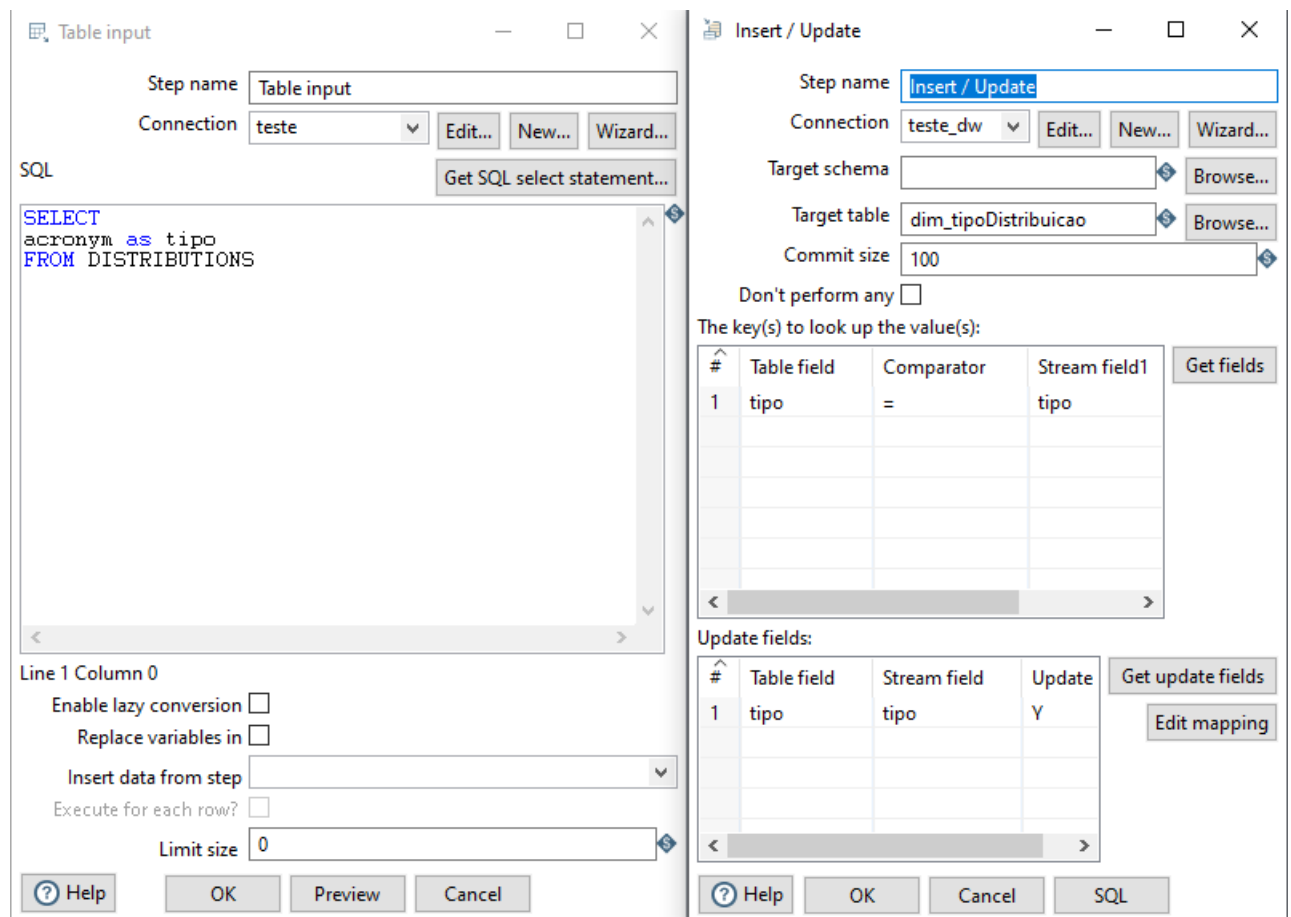 Table input
Step name Table input
Connection teste Edit... New... Wizard...
SQL Get SQL select statement...
SELECT
acronym as tipo
FROM DISTRIBUTIONS
Line 1 Column 0
Enable lazy conversion
Replace variables in
Insert data from step
Execute for each row?
Limit size 0
Help OK Preview Cancel
Insert / Update
Step name Insert / Update
Connection teste_dw Edit... New... Wizard...
Target schema Browse...
Target table dim_tipoDistribuicao Browse...
Commit size 100
Don't perform any
The key(s) to look up the value(s):
# Table field Comparator Stream field1 Get fields
1 tipo = tipo
Update fields:
# Table field Stream field Update Get update fields
1 tipo tipo Y Edit mapping
Help OK Cancel SQL